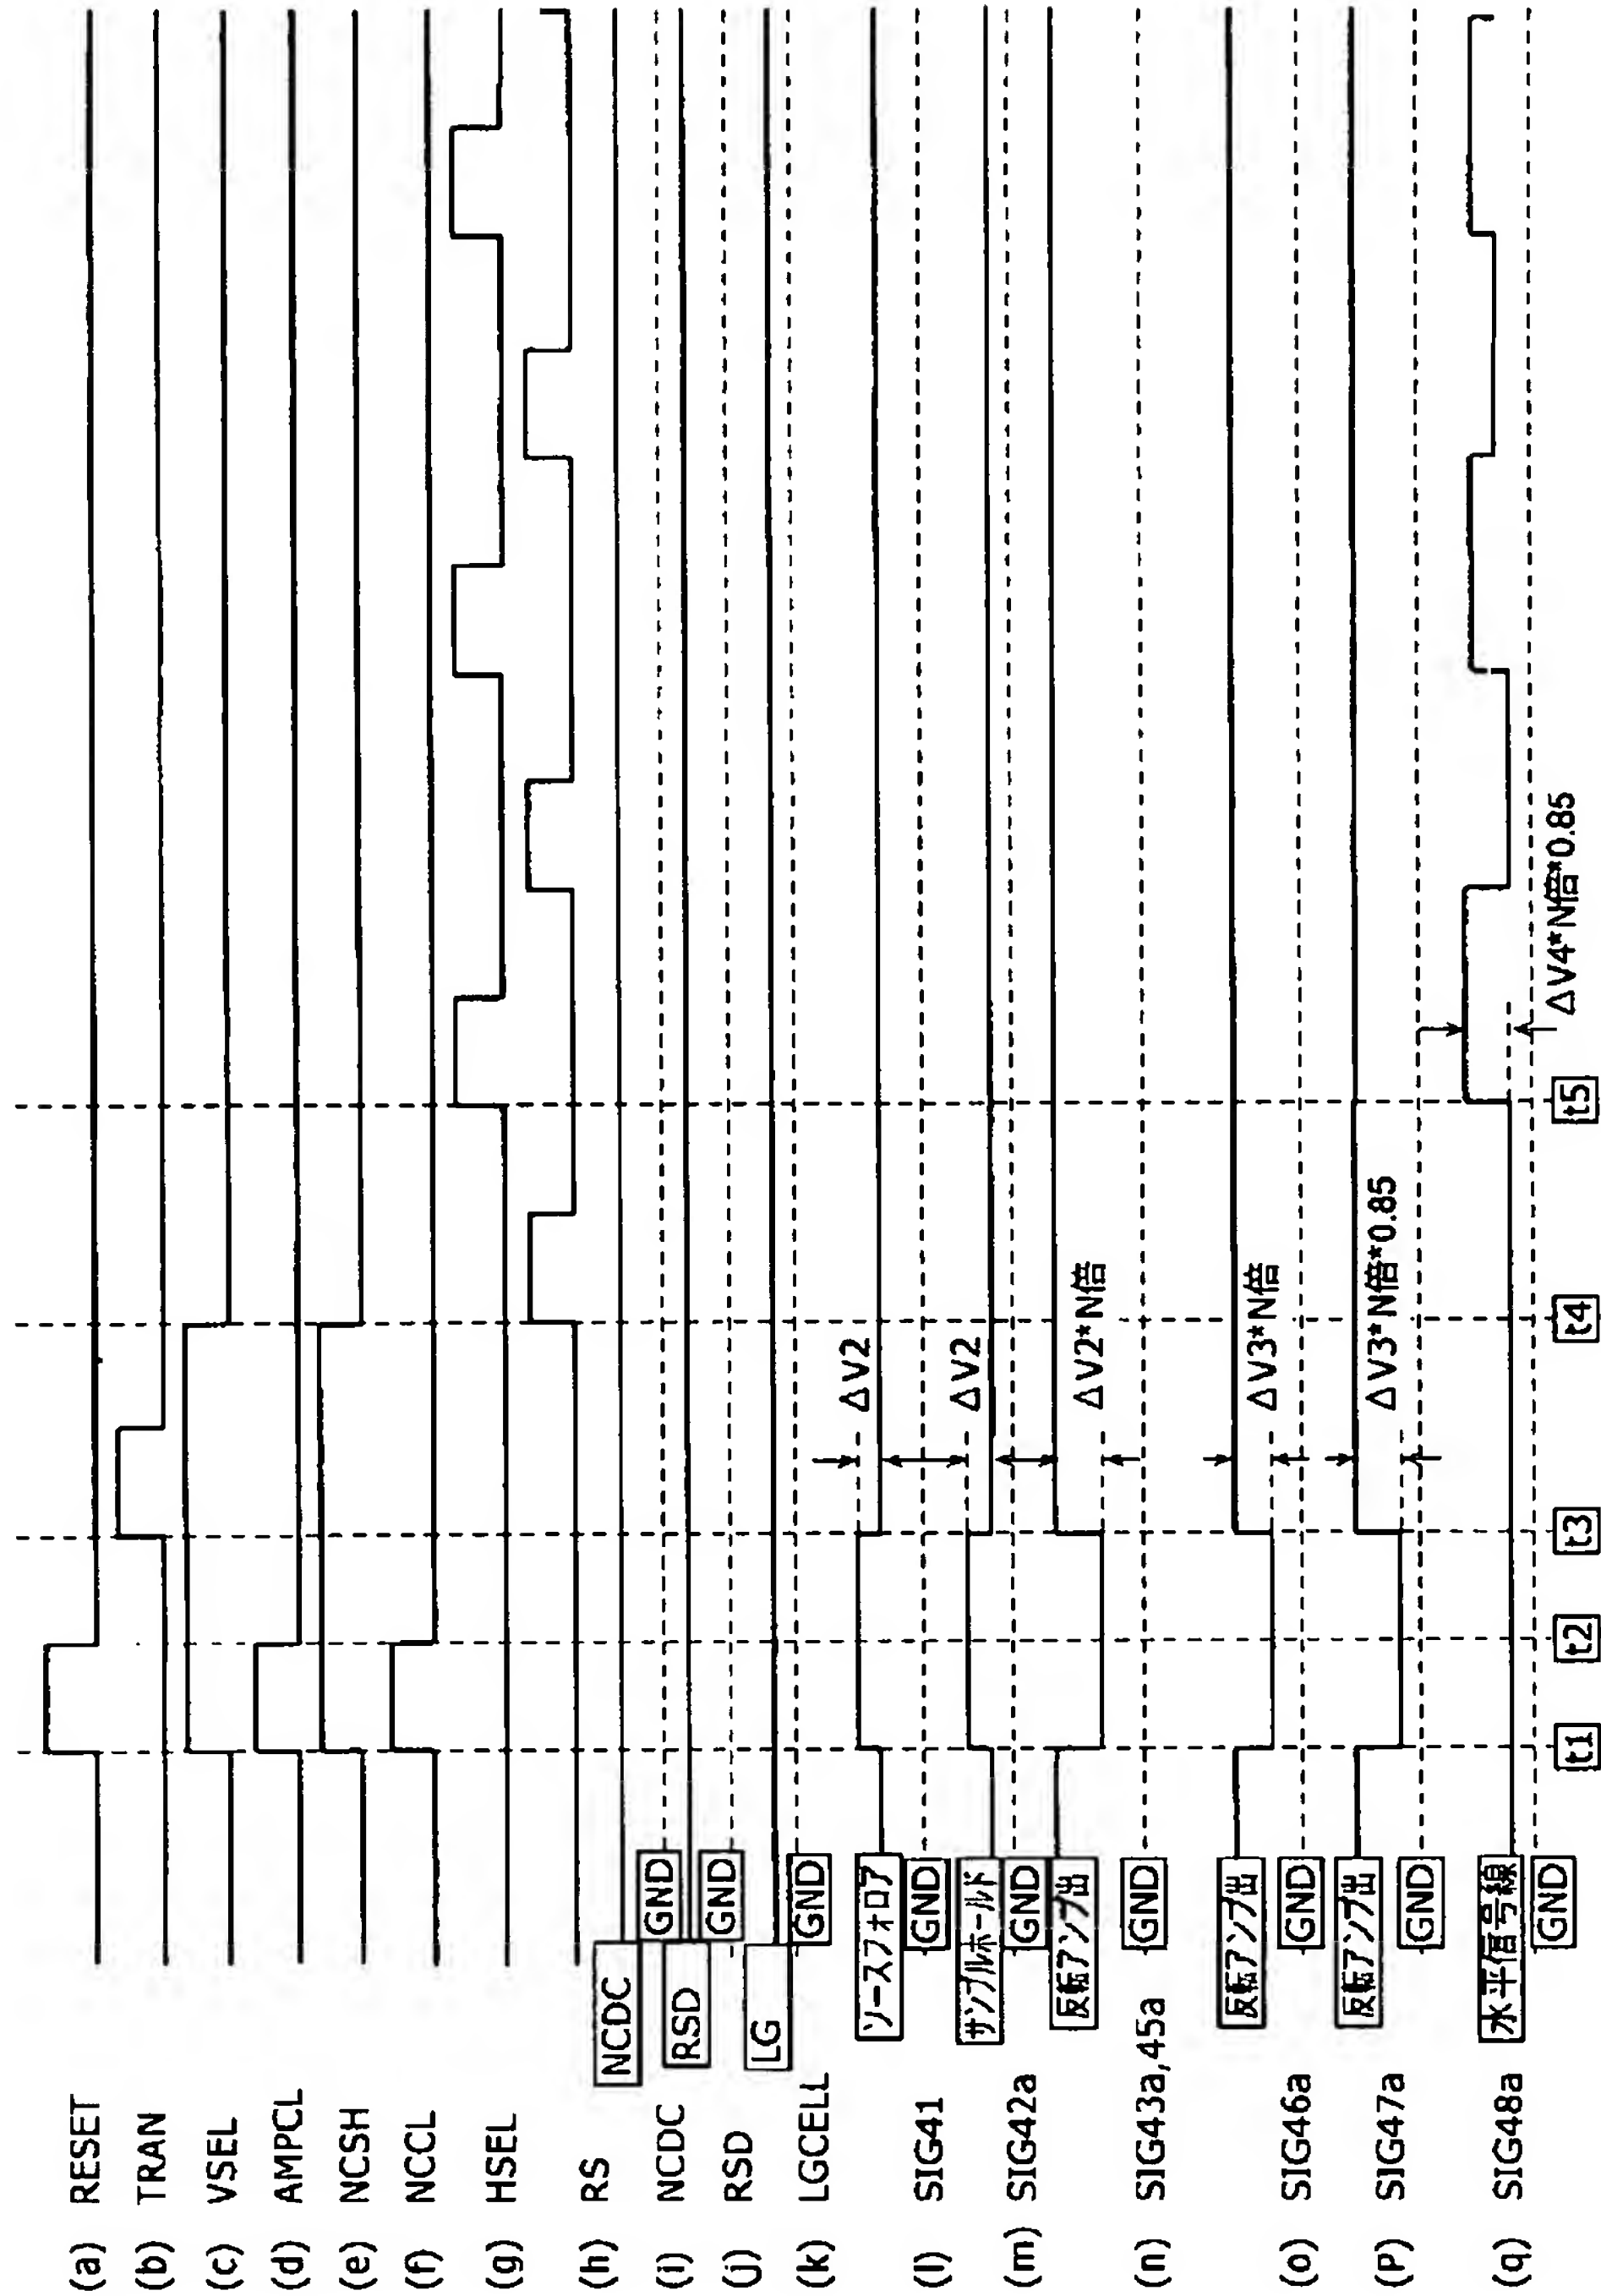 (a) RESET
(b) TRAN
(c) VSEL
(d) AMPCL
(e) NCSH
(f) NCCL
(g) HSEL
(h) RS
(i) NCDC
(j) RSD
(k) LGCELL
(l) SIG41
(m) SIG42a
(n) SIG43a,45a
(o) SIG46a
(p) SIG47a
(q) SIG48a
NCDC
GND
RSD
GND
LG
GND
ソースフォロア
GND
サンプルホールド
GND
反転アンプ出
GND
反転アンプ出
GND
反転アンプ出
GND
水平信号線
GND
ΔV2
ΔV2
ΔV2*N倍
ΔV3*N倍
ΔV3*N倍*0.85
ΔV4*N倍*0.85
t1
t2
t3
t4
t5